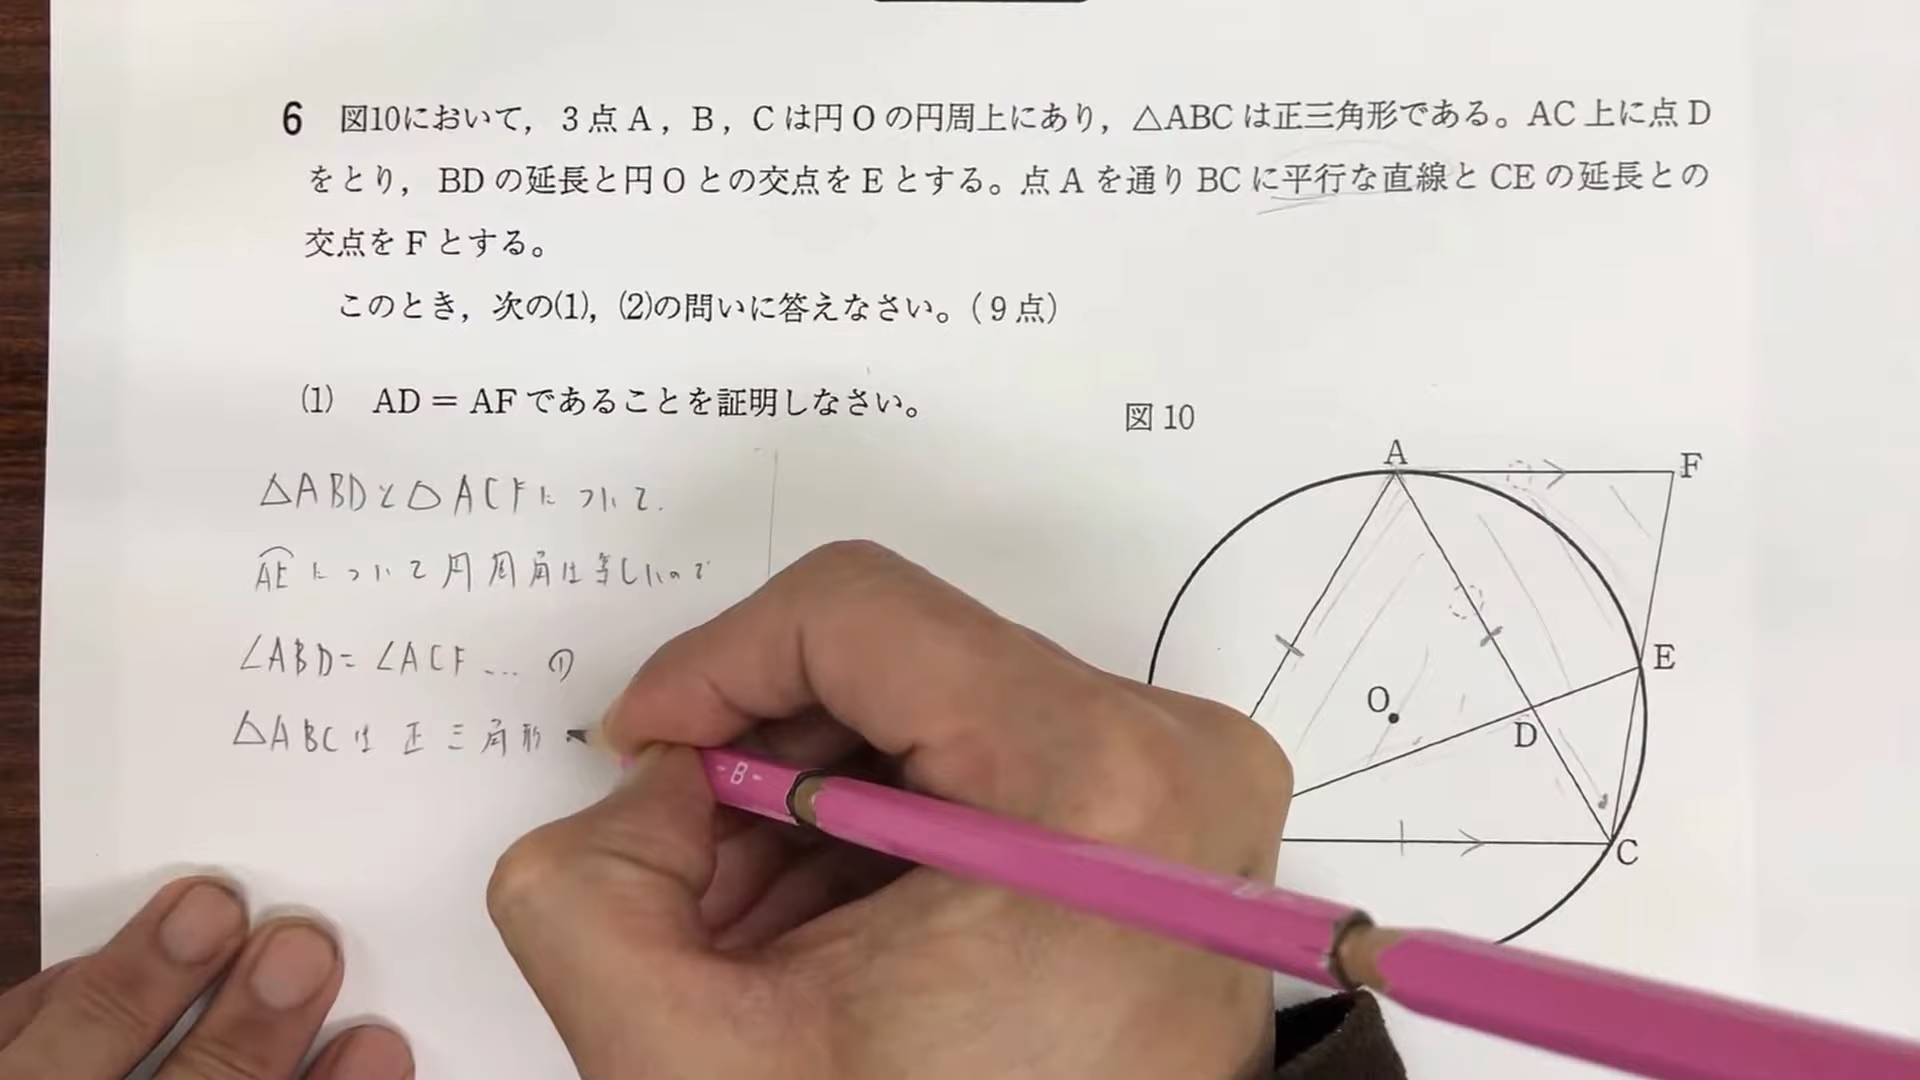 6 図10において，3点A，B，Cは円Oの円周上にあり，△ABCは正三角形である。AC上に点D
をとり，BDの延長と円Oとの交点をEとする。点Aを通りBCに平行な直線とCEの延長との
交点をFとする。
このとき，次の⑴，⑵の問いに答えなさい。(9点)
⑴ AD＝AFであることを証明しなさい。
図10
△ABDと△ACFについて.
AEについて円周角は等しいので
∠ABD=∠ACF…①
△ABCは正三角形
A
F
E
O
D
C
-B-